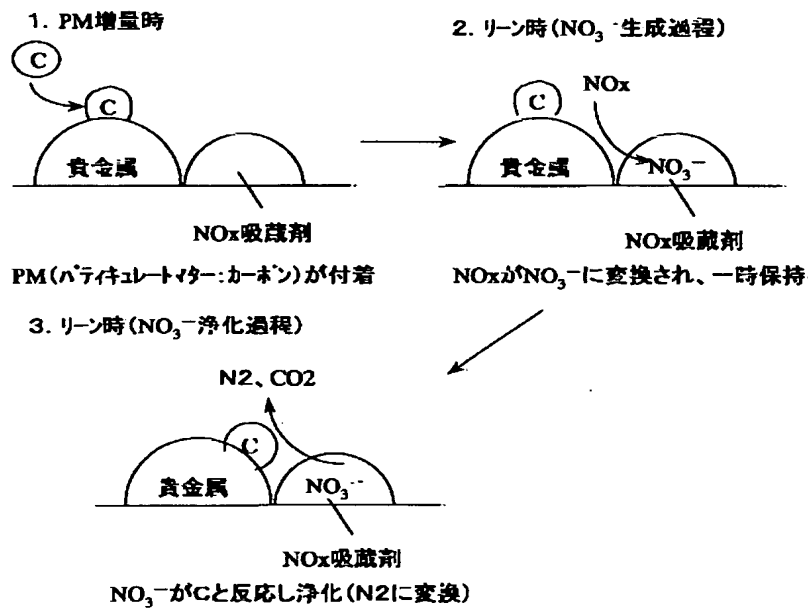 1. PM増量時
C
C
貴金属
NOx吸蔵剤
PM(パティキュレートマター:カーボン)が付着
2. リーン時(NO₃⁻生成過程)
C
NOx
貴金属
NO₃⁻
NOx吸蔵剤
NOxがNO₃⁻に変換され、一時保持
3. リーン時(NO₃⁻浄化過程)
N2、CO2
C
貴金属
NO₃⁻
NOx吸蔵剤
NO₃⁻がCと反応し浄化(N2に変換)